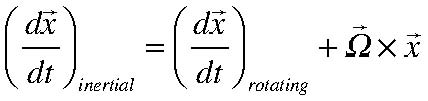 (dx⃗/dt)_inertial = (dx⃗/dt)_rotating + Ω⃗ × x⃗